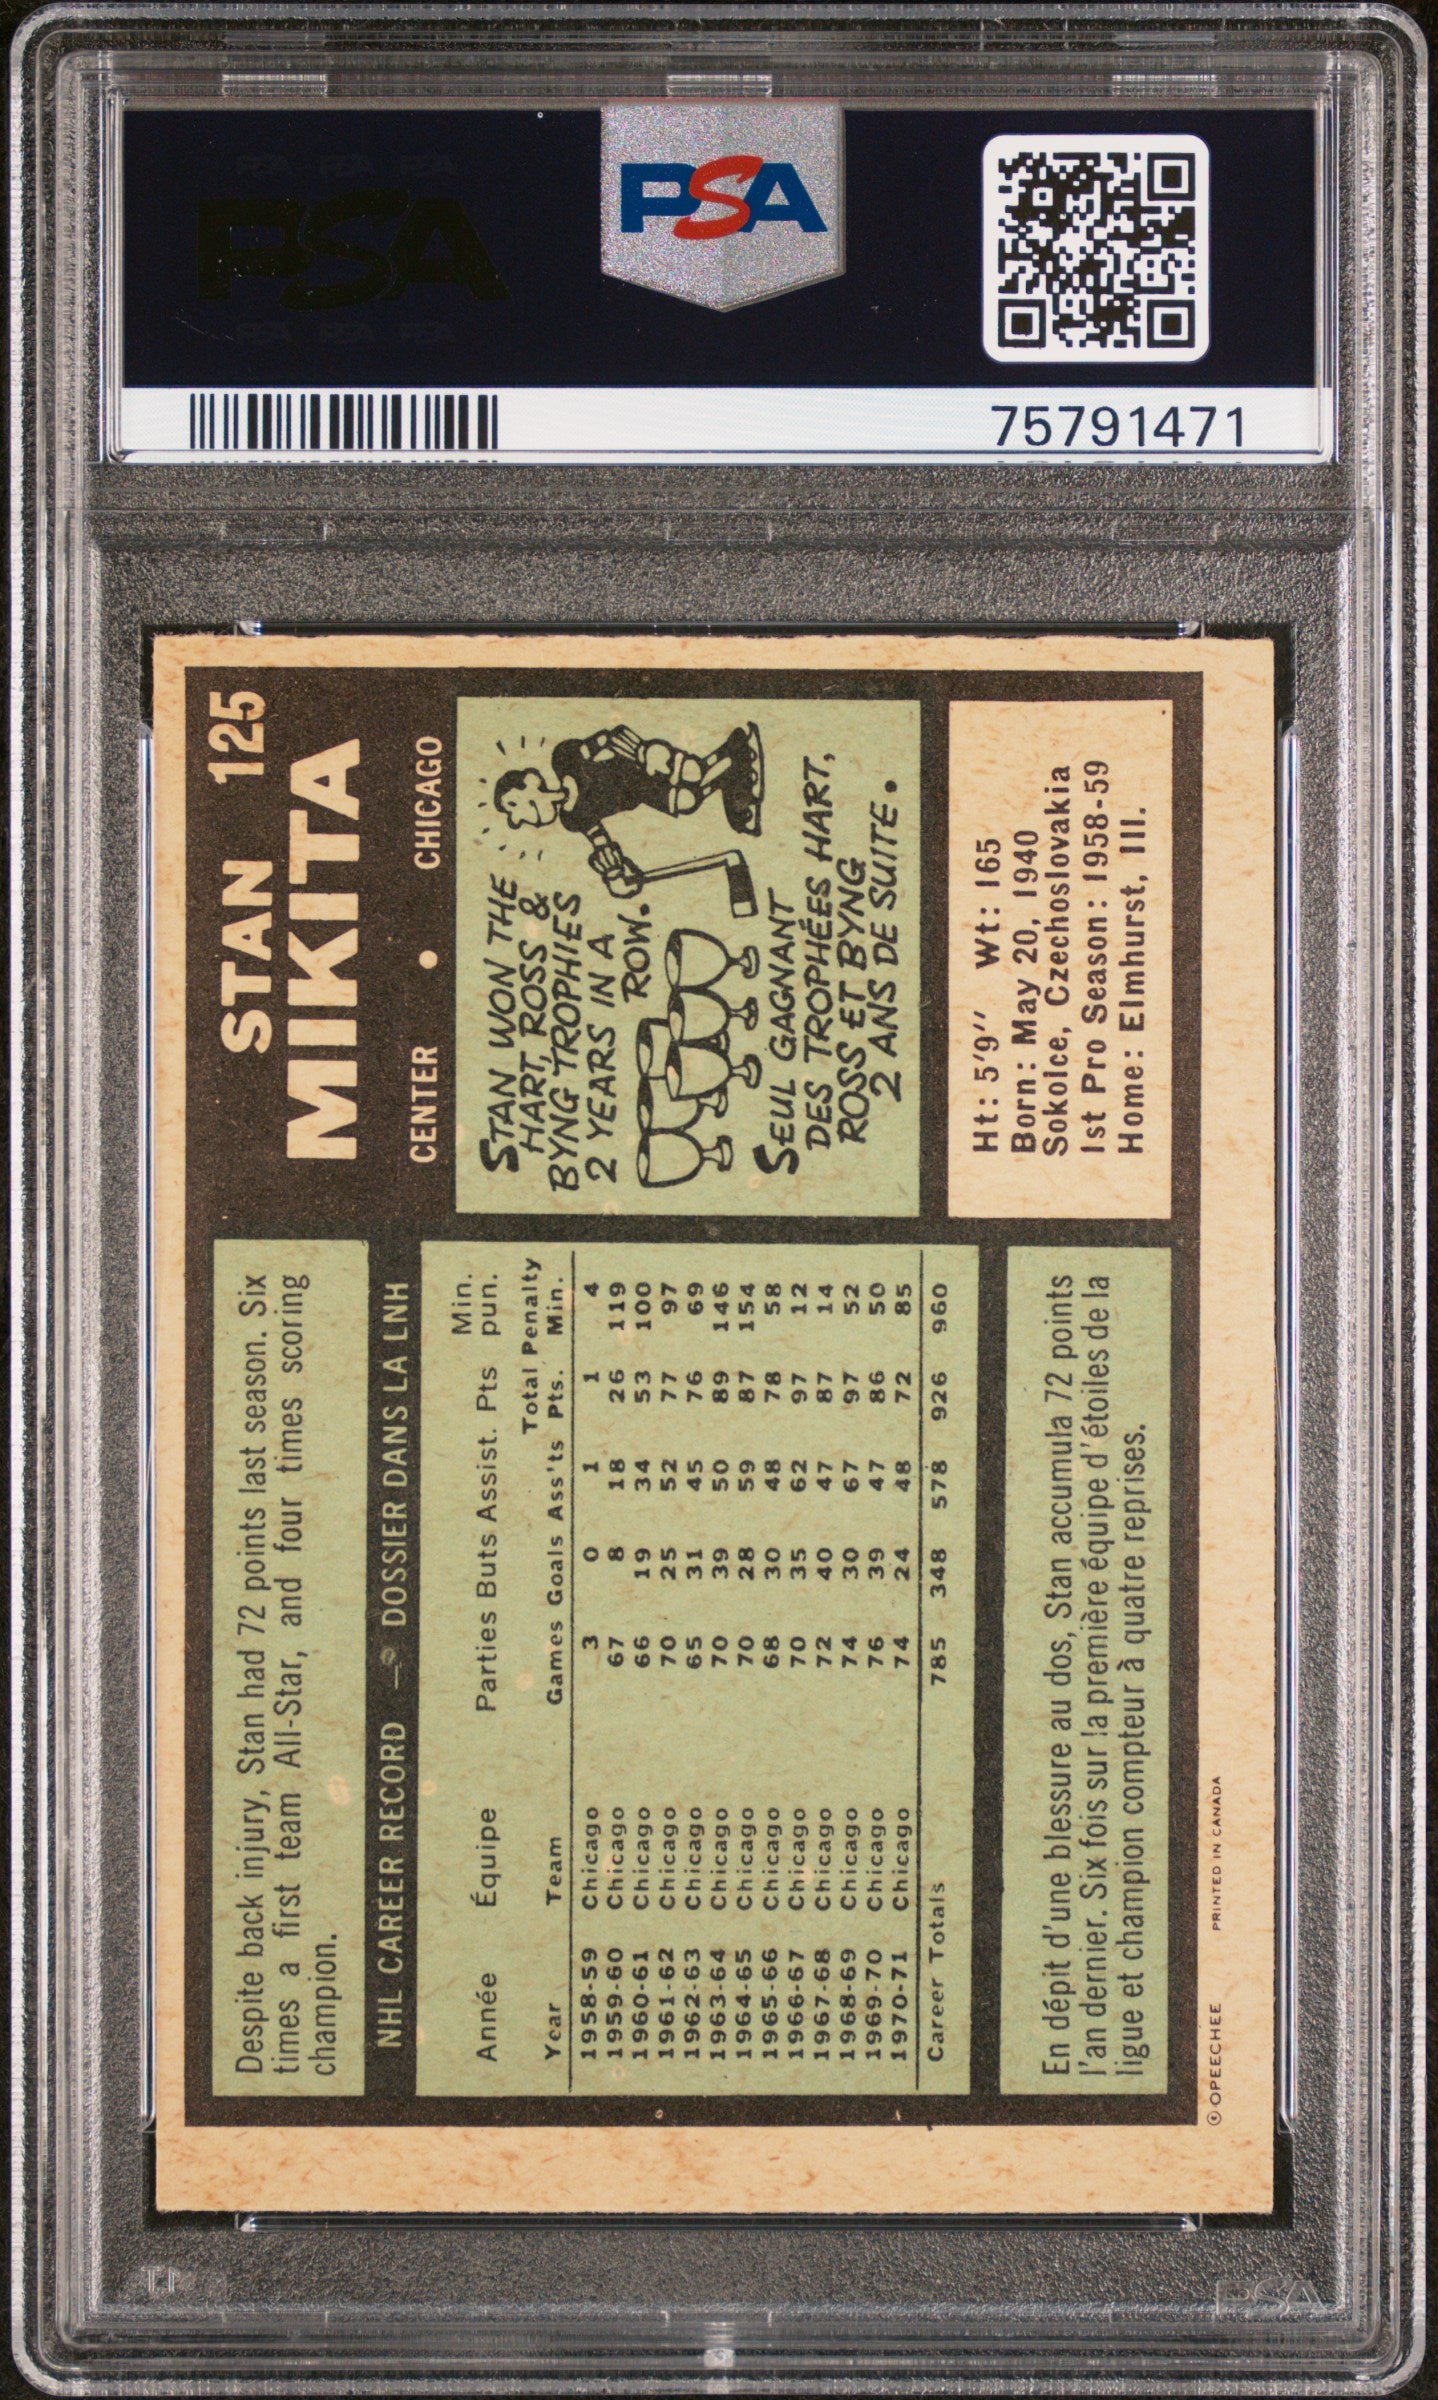 PSA
PSA
75791471
STAN 125
MIKITA
CENTER • CHICAGO
Despite back injury, Stan had 72 points last season. Six
times a first team All-Star, and four times scoring
champion.
NHL CAREER RECORD — DOSSIER DANS LA LNH
Année Équipe Parties Buts Assist. Pts Min. pun.
Year Team Games Goals Ass'ts Total Pts. Penalty Min.
1958-59 Chicago 3 0 1 1 4
1959-60 Chicago 67 8 18 26 119
1960-61 Chicago 66 19 34 53 100
1961-62 Chicago 70 25 52 77 97
1962-63 Chicago 65 31 45 76 69
1963-64 Chicago 70 39 50 89 146
1964-65 Chicago 70 28 59 87 154
1965-66 Chicago 68 30 48 78 58
1966-67 Chicago 70 35 62 97 12
1967-68 Chicago 72 40 47 87 14
1968-69 Chicago 74 30 67 97 52
1969-70 Chicago 76 39 47 86 50
1970-71 Chicago 74 24 48 72 85
Career Totals 785 348 578 926 960
En dépit d'une blessure au dos, Stan accumula 72 points
l'an dernier. Six fois sur la première équipe d'étoiles de la
ligue et champion compteur à quatre reprises.
STAN WON THE
HART, ROSS &
BYNG TROPHIES
2 YEARS IN A
ROW.
SEUL GAGNANT
DES TROPHÉES HART,
ROSS ET BYNG
2 ANS DE SUITE.
Ht: 5'9" Wt: 165
Born: May 20, 1940
Sokolce, Czechoslovakia
1st Pro Season: 1958-59
Home: Elmhurst, Ill.
© OPEECHEE PRINTED IN CANADA
PSA